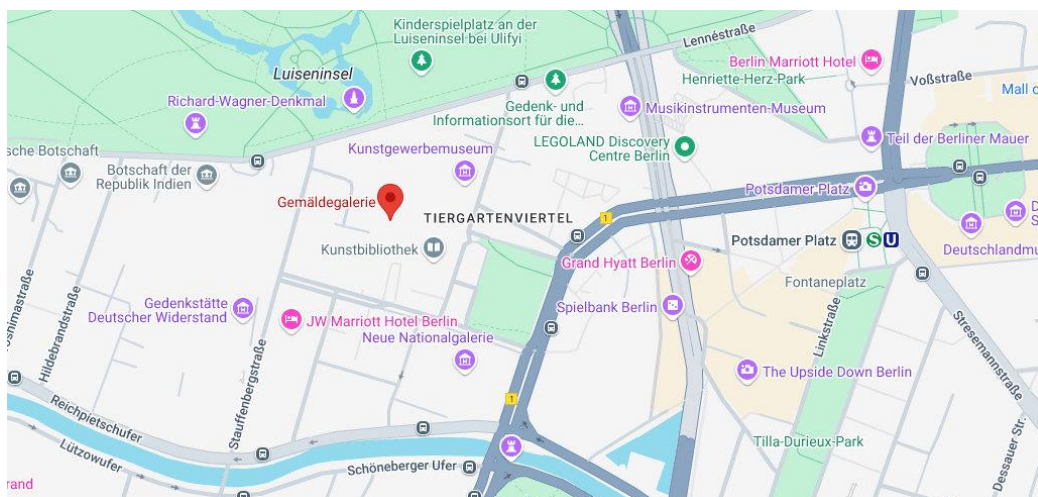 Kinderspielplatz an der
Luiseninsel bei Ulifyi
Lennéstraße
Berlin Marriott Hotel
Luiseninsel
Henriette-Herz-Park
Voßstraße
Mall o
Richard-Wagner-Denkmal
Gedenk- und
Informationsort für die...
Musikinstrumenten-Museum
LEGOLAND Discovery
Centre Berlin
Teil der Berliner Mauer
sche Botschaft
Botschaft der
Republik Indien
Kunstgewerbemuseum
Gemäldegalerie
TIERGARTENVIERTEL
1
Potsdamer Platz
Kunstbibliothek
Potsdamer Platz
S
U
D
S
Deutschlandmu
Grand Hyatt Berlin
Fontaneplatz
Gedenkstätte
Deutscher Widerstand
JW Marriott Hotel Berlin
Neue Nationalgalerie
Spielbank Berlin
Linkstraße
Stresemannstraße
oshimastraße
Hildebrandstraße
Stauffenbergstraße
The Upside Down Berlin
1
Reichpietschufer
Lützowufer
Schöneberger Ufer
Tilla-Durieux-Park
Dessauer Str.
rand